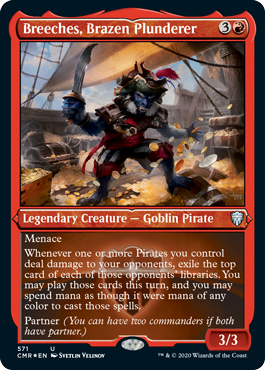 Breeches, Brazen Plunderer 3
Legendary Creature — Goblin Pirate
Menace
Whenever one or more Pirates you control
deal damage to your opponents, exile the top
card of each of those opponents' libraries. You
may play those cards this turn, and you may
spend mana as though it were mana of any
color to cast those spells.
Partner (You can have two commanders if both
have partner.)
3/3
571 U
CMR EN SVETLIN VELINOV ™ & © 2020 Wizards of the Coast